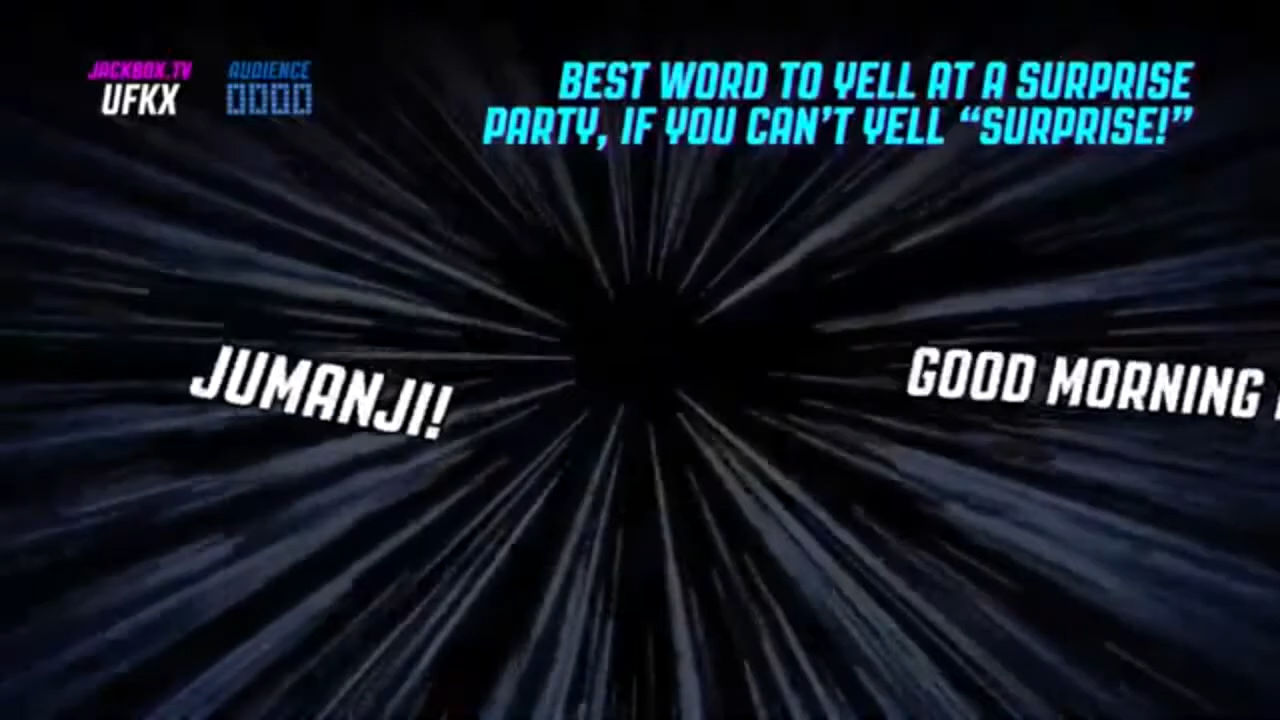 JACKBOX.TV
UFKX
AUDIENCE
0000
BEST WORD TO YELL AT A SURPRISE
PARTY, IF YOU CAN’T YELL “SURPRISE!”
JUMANJI!
GOOD MORNING